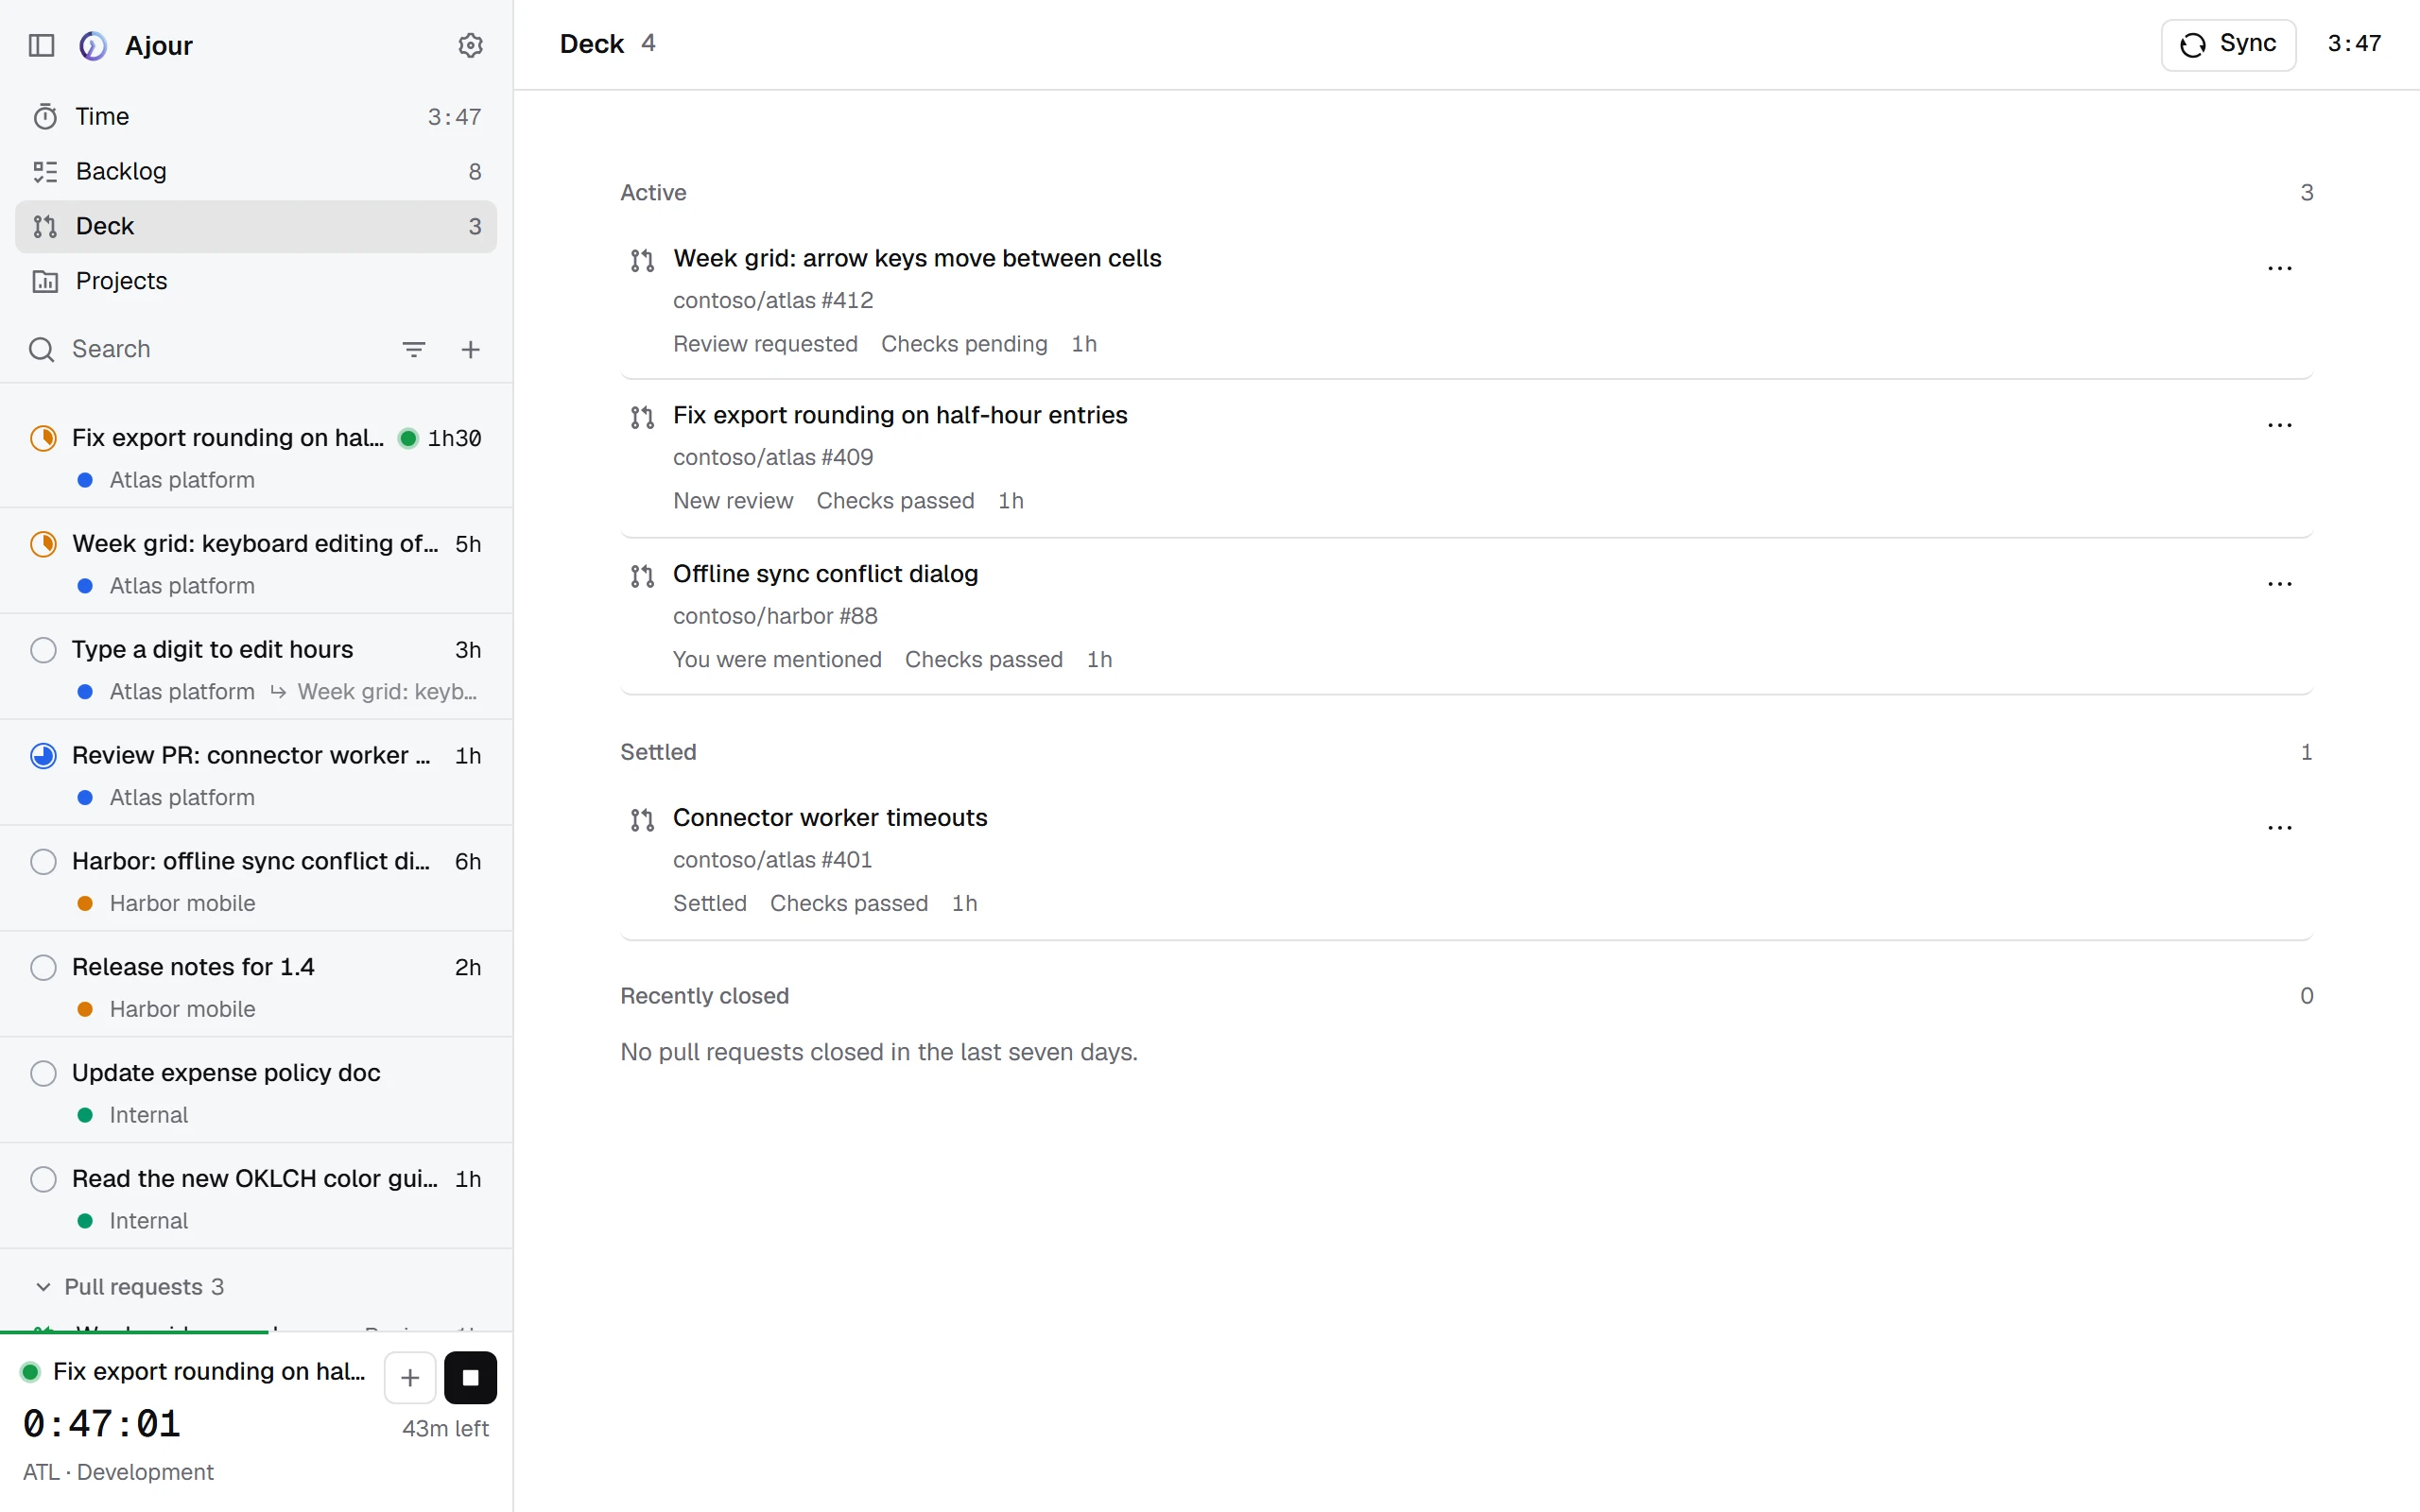 Ajour
Time 3:47
Backlog 8
Deck 3
Projects
Search
Fix export rounding on hal... 1h30
Atlas platform
Week grid: keyboard editing of... 5h
Atlas platform
Type a digit to edit hours 3h
Atlas platform Week grid: keyb...
Review PR: connector worker ... 1h
Atlas platform
Harbor: offline sync conflict di... 6h
Harbor mobile
Release notes for 1.4 2h
Harbor mobile
Update expense policy doc
Internal
Read the new OKLCH color gui... 1h
Internal
Pull requests 3
Fix export rounding on hal...
0:47:01 43m left
ATL · Development
Deck 4 Sync 3:47
Active 3
Week grid: arrow keys move between cells
contoso/atlas #412
Review requested Checks pending 1h
Fix export rounding on half-hour entries
contoso/atlas #409
New review Checks passed 1h
Offline sync conflict dialog
contoso/harbor #88
You were mentioned Checks passed 1h
Settled 1
Connector worker timeouts
contoso/atlas #401
Settled Checks passed 1h
Recently closed 0
No pull requests closed in the last seven days.